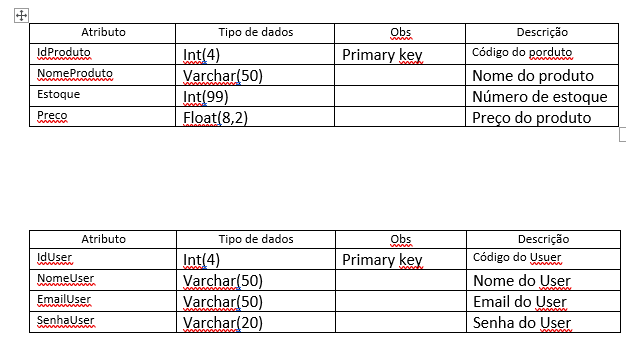 Atributo Tipo de dados Obs Descrição
IdProduto Int(4) Primary key Código do porduto
NomeProduto Varchar(50) Nome do produto
Estoque Int(99) Número de estoque
Preco Float(8,2) Preço do produto
Atributo Tipo de dados Obs Descrição
IdUser Int(4) Primary key Código do Usuer
NomeUser Varchar(50) Nome do User
EmailUser Varchar(50) Email do User
SenhaUser Varchar(20) Senha do User